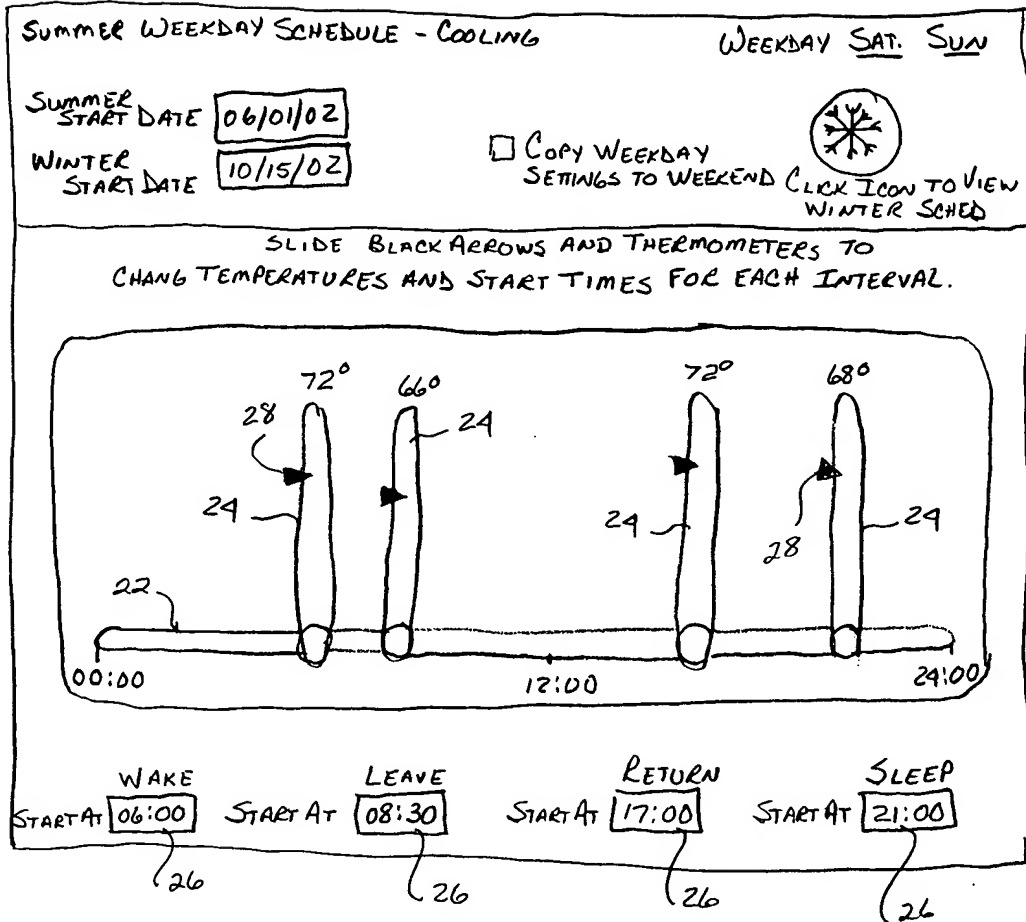 SUMMER WEEKDAY SCHEDULE - COOLING
WEEKDAY SAT. SUN
SUMMER
START DATE 06/01/02
WINTER
START DATE 10/15/02
COPY WEEKDAY
SETTINGS TO WEEKEND
CLICK ICON TO VIEW
WINTER SCHED
SLIDE BLACK ARROWS AND THERMOMETERS TO
CHANG TEMPERATURES AND START TIMES FOR EACH INTERVAL.
72° 66° 72° 68°
28 24
24 24 28 24
22
00:00 12:00 24:00
WAKE LEAVE RETURN SLEEP
START AT 06:00 START AT 08:30 START AT 17:00 START AT 21:00
26 26 26 26